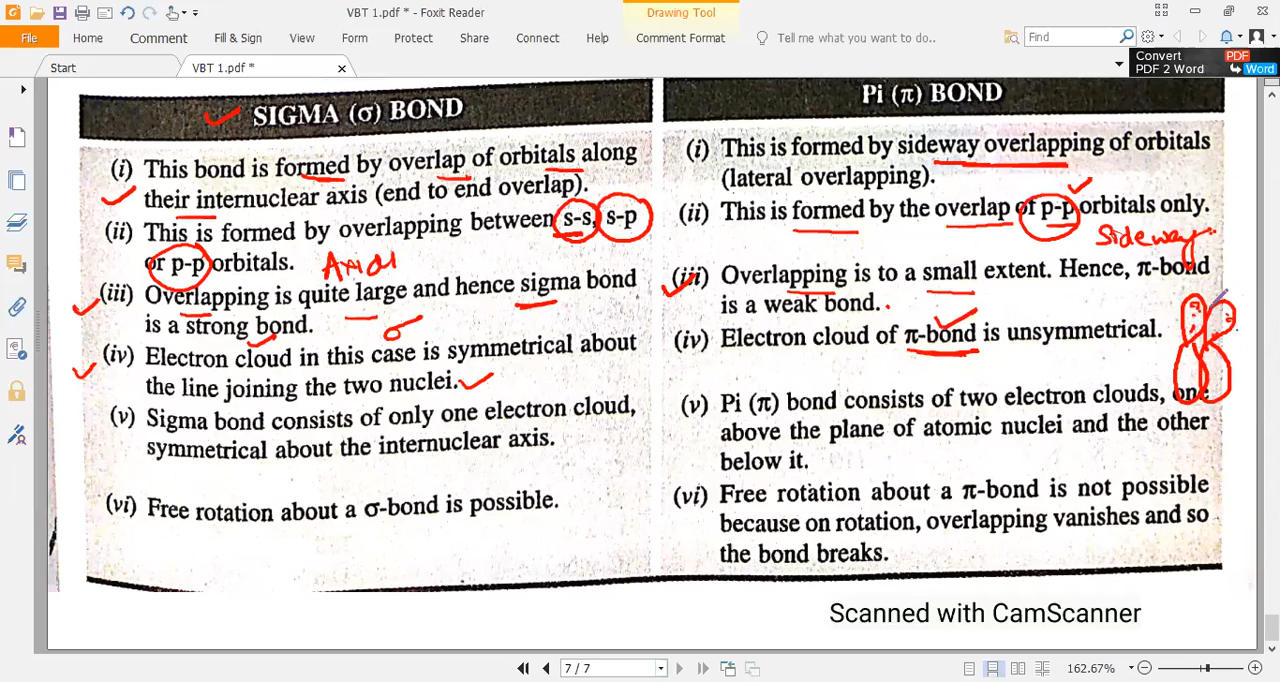 VBT 1.pdf * - Foxit Reader
Drawing Tool
File
Home
Comment
Fill & Sign
View
Form
Protect
Share
Connect
Help
Comment Format
Tell me what you want to do..
Find
Start
VBT 1.pdf *
Convert PDF
PDF 2 Word Word
SIGMA (σ) BOND
(i) This bond is formed by overlap of orbitals along
their internuclear axis (end to end overlap).
(ii) This is formed by overlapping between s-s, s-p
or p-p orbitals.
Axial
(iii) Overlapping is quite large and hence sigma bond
is a strong bond.
σ
(iv) Electron cloud in this case is symmetrical about
the line joining the two nuclei.
(v) Sigma bond consists of only one electron cloud,
symmetrical about the internuclear axis.
(vi) Free rotation about a σ-bond is possible.
Pi (π) BOND
(i) This is formed by sideway overlapping of orbitals
(lateral overlapping).
(ii) This is formed by the overlap of p-p orbitals only.
Sideway
(iii) Overlapping is to a small extent. Hence, π-bond
is a weak bond.
(iv) Electron cloud of π-bond is unsymmetrical.
(v) Pi (π) bond consists of two electron clouds, one
above the plane of atomic nuclei and the other
below it.
(vi) Free rotation about a π-bond is not possible
because on rotation, overlapping vanishes and so
the bond breaks.
Scanned with CamScanner
7 / 7
162.67%